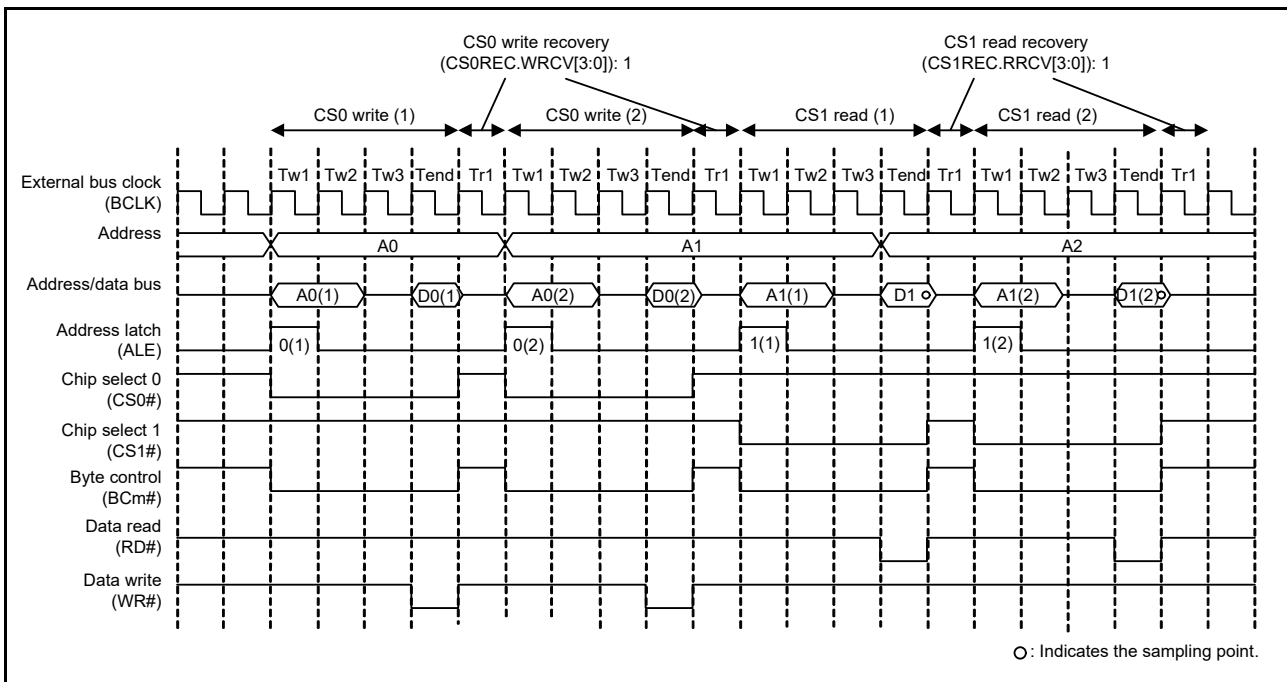 CS0 write recovery
(CS0REC.WRCV[3:0]): 1
CS1 read recovery
(CS1REC.RRCV[3:0]): 1
CS0 write (1)
CS0 write (2)
CS1 read (1)
CS1 read (2)
Tw1 Tw2 Tw3 Tend Tr1 Tw1 Tw2 Tw3 Tend Tr1 Tw1 Tw2 Tw3 Tend Tr1 Tw1 Tw2 Tw3 Tend Tr1
External bus clock
(BCLK)
Address
A0 A1 A2
Address/data bus
A0(1) D0(1) A0(2) D0(2) A1(1) D1 A1(2) D1(2)
Address latch
(ALE)
0(1) 0(2) 1(1) 1(2)
Chip select 0
(CS0#)
Chip select 1
(CS1#)
Byte control
(BCm#)
Data read
(RD#)
Data write
(WR#)
: Indicates the sampling point.